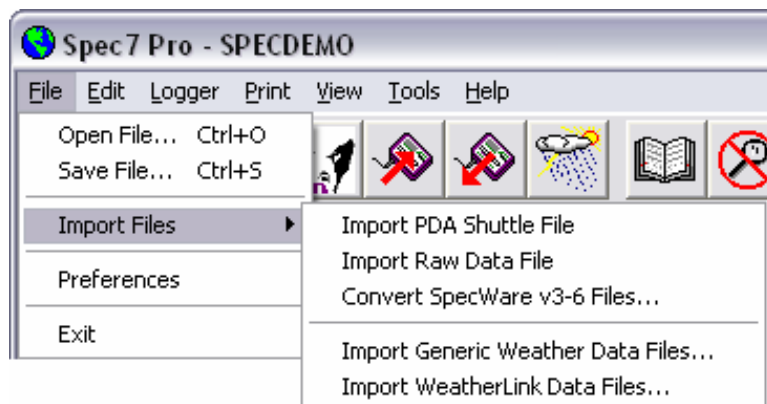 Spec7 Pro - SPECDEMO
File Edit Logger Print View Tools Help
Open File... Ctrl+O
Save File... Ctrl+S
Import Files
Import PDA Shuttle File
Import Raw Data File
Preferences
Convert SpecWare v3-6 Files...
Exit
Import Generic Weather Data Files...
Import WeatherLink Data Files...